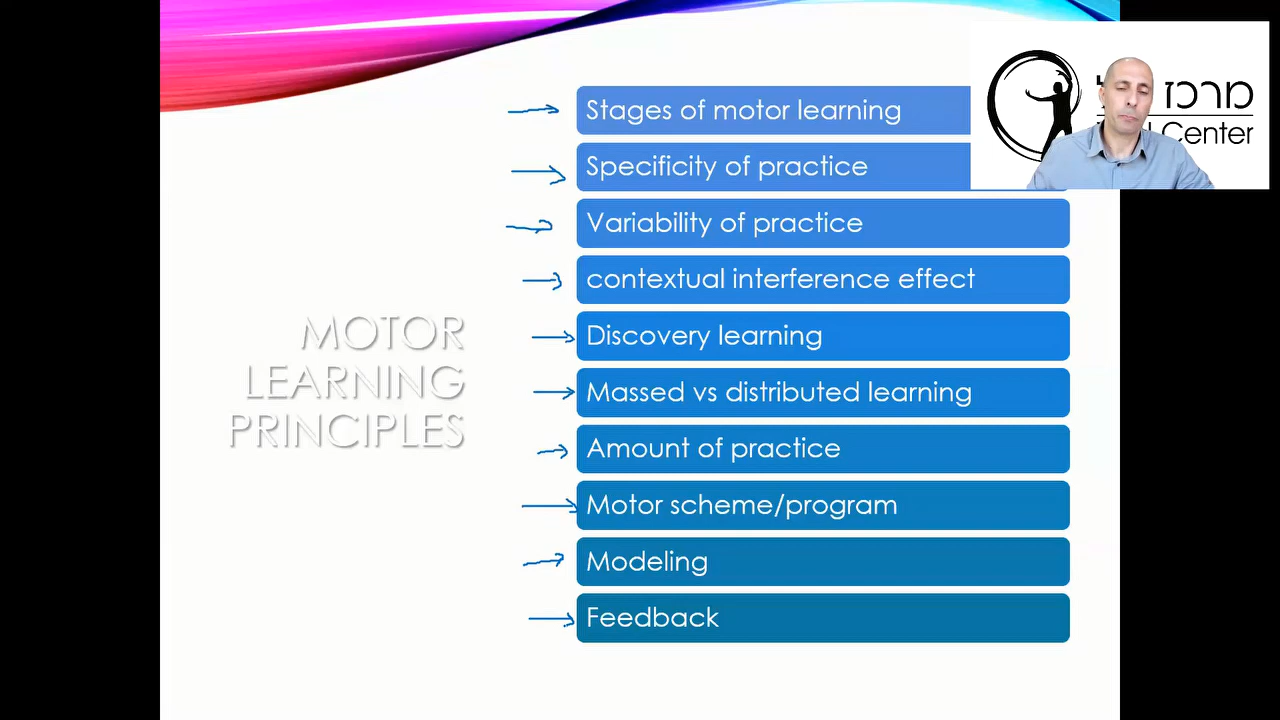 Stages of motor learning
Specificity of practice
Variability of practice
contextual interference effect
Discovery learning
Massed vs distributed learning
Amount of practice
Motor scheme/program
Modeling
Feedback
MOTOR
LEARNING
PRINCIPLES
מרכז
Center